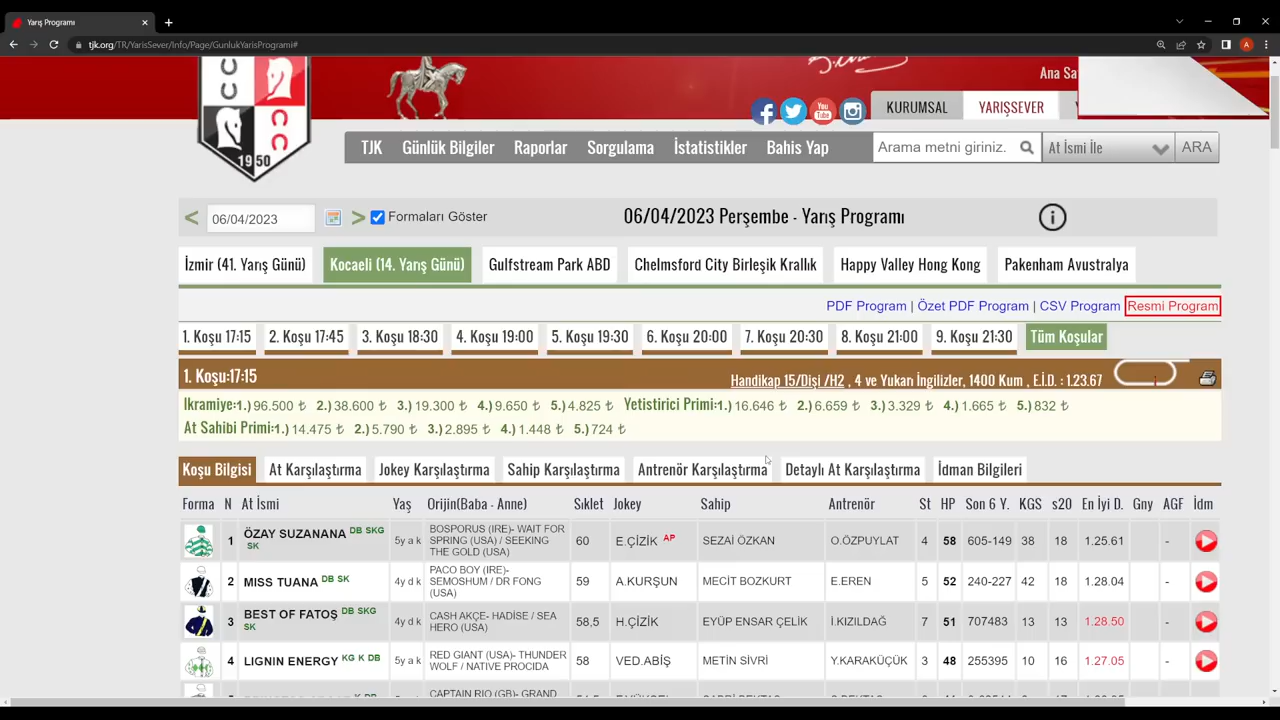 Yarış Programı
tjk.org/TR/YarisSever/Info/Page/GunlukYarisProgrami#
Ana Sa
1950
KURUMSAL YARIŞSEVER
TJK Günlük Bilgiler Raporlar Sorgulama İstatistikler Bahis Yap Arama metni giriniz. At İsmi İle ARA
06/04/2023 Formaları Göster 06/04/2023 Perşembe - Yarış Programı
İzmir (41. Yarış Günü) Kocaeli (14. Yarış Günü) Gulfstream Park ABD Chelmsford City Birleşik Krallık Happy Valley Hong Kong Pakenham Avustralya
PDF Program | Özet PDF Program | CSV Program Resmi Program
1. Koşu 17:15 2. Koşu 17:45 3. Koşu 18:30 4. Koşu 19:00 5. Koşu 19:30 6. Koşu 20:00 7. Koşu 20:30 8. Koşu 21:00 9. Koşu 21:30 Tüm Koşular
1. Koşu:17:15 Handikap 15/Dişi /H2 , 4 ve Yukarı İngilizler, 1400 Kum , E.İ.D. : 1.23.67
Ikramiye:1.) 96.500 ₺ 2.) 38.600 ₺ 3.) 19.300 ₺ 4.) 9.650 ₺ 5.) 4.825 ₺ Yetistirici Primi:1.) 16.646 ₺ 2.) 6.659 ₺ 3.) 3.329 ₺ 4.) 1.665 ₺ 5.) 832 ₺
At Sahibi Primi:1.) 14.475 ₺ 2.) 5.790 ₺ 3.) 2.895 ₺ 4.) 1.448 ₺ 5.) 724 ₺
Koşu Bilgisi At Karşılaştırma Jokey Karşılaştırma Sahip Karşılaştırma Antrenör Karşılaştırma Detaylı At Karşılaştırma İdman Bilgileri
Forma N At İsmi Yaş Orijin(Baba - Anne) Sıklet Jokey Sahip Antrenör St HP Son 6 Y. KGS s20 En İyi D. Gny AGF İdm
1 ÖZAY SUZANANA DB SKG SK 5y a k BOSPORUS (IRE)- WAIT FOR SPRING (USA) / SEEKING THE GOLD (USA) 60 E.ÇİZİK AP SEZAİ ÖZKAN O.ÖZPUYLAT 4 58 605-149 38 18 1.25.61 -
2 MISS TUANA DB SK 4y d k PACO BOY (IRE)- SEMOSHUM / DR FONG (USA) 59 A.KURŞUN MECİT BOZKURT E.EREN 5 52 240-227 42 18 1.28.04 -
3 BEST OF FATOŞ DB SKG SK 4y d k CASH AKÇE- HADİSE / SEA HERO (USA) 58,5 H.ÇİZİK EYÜP ENSAR ÇELİK İ.KIZILDAĞ 7 51 707483 13 13 1.28.50 -
4 LIGNIN ENERGY KG K DB 5y a k RED GIANT (USA)- THUNDER WOLF / NATIVE PROCIDA 58 VED.ABİŞ METİN SİVRİ Y.KARAKÜÇÜ 3 48 255395 10 16 1.27.05 -
CAPTAIN RIO (GB)- GRAND